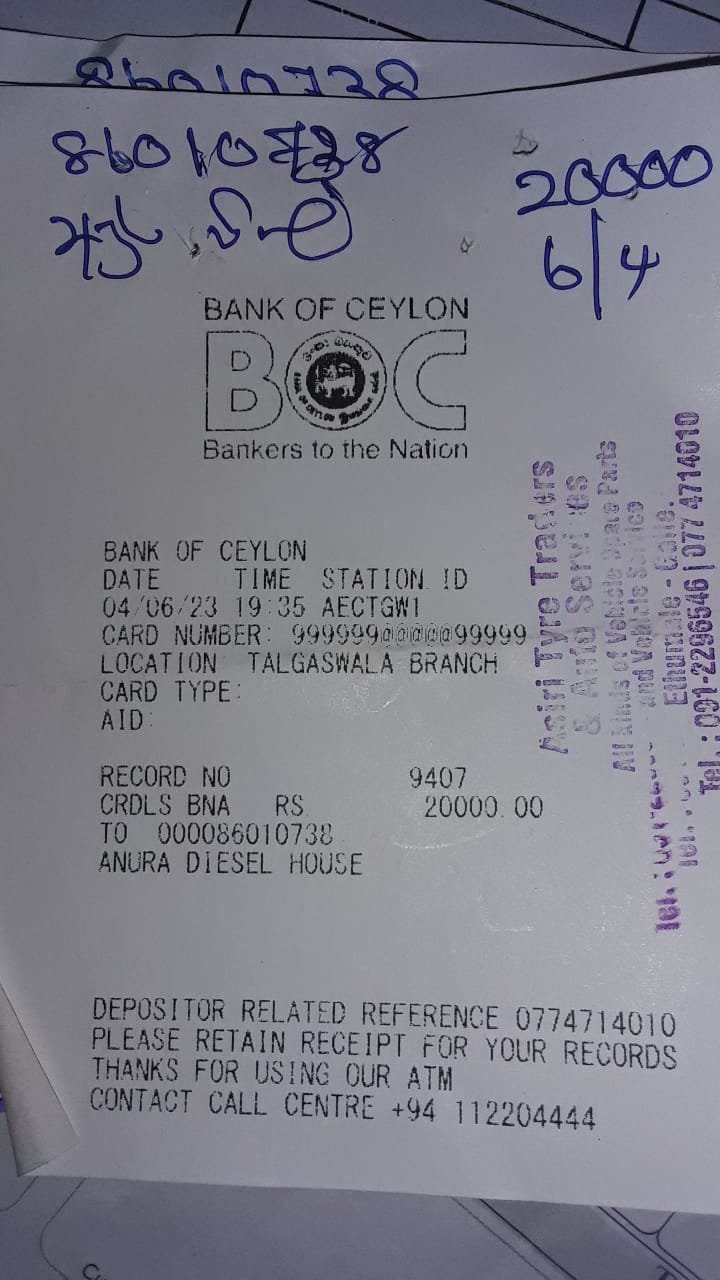 86010738
86010738
20000
6/4
BANK OF CEYLON
BOC
Bankers to the Nation
BANK OF CEYLON
DATE TIME STATION ID
04/06/23 19:35 AECTGW1
CARD NUMBER: 999999@@@@@99999
LOCATION TALGASWALA BRANCH
CARD TYPE:
AID:
RECORD NO 9407
CRDLS BNA RS. 20000.00
TO 000086010738
ANURA DIESEL HOUSE
DEPOSITOR RELATED REFERENCE 0774714010
PLEASE RETAIN RECEIPT FOR YOUR RECORDS
THANKS FOR USING OUR ATM
CONTACT CALL CENTRE +94 112204444
Asiri Tyre Traders
& Auto Services
All Kinds of Vehicle Spare Parts
and Vehicle Service
Galle.
Tel. : 091-2296546 | 077 4714010